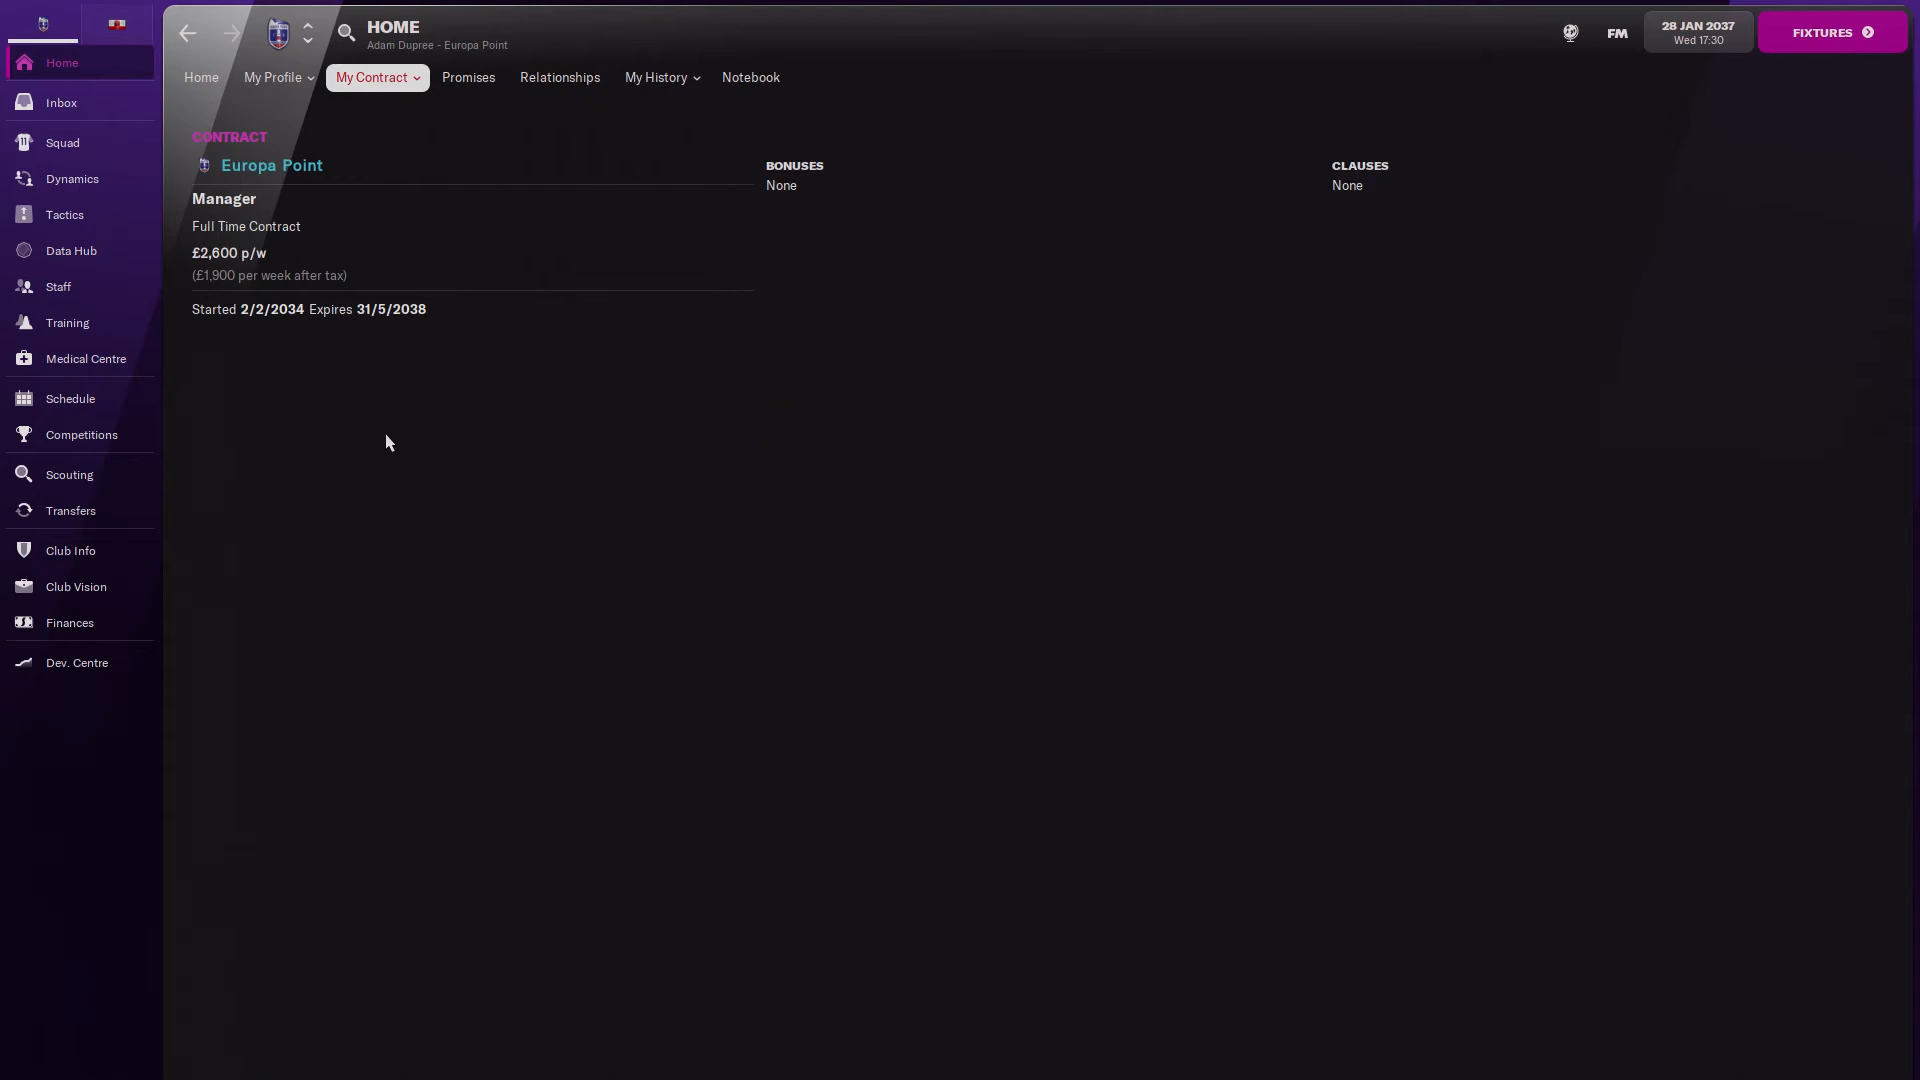 HOME
Adam Dupree - Europa Point
FM
28 JAN 2037
Wed 17:30
FIXTURES
Home
My Profile
My Contract
Promises
Relationships
My History
Notebook
Home
Inbox
Squad
Dynamics
Tactics
Data Hub
Staff
Training
Medical Centre
Schedule
Competitions
Scouting
Transfers
Club Info
Club Vision
Finances
Dev. Centre
CONTRACT
Europa Point
Manager
Full Time Contract
£2,600 p/w
(£1,900 per week after tax)
Started 2/2/2034 Expires 31/5/2038
BONUSES
None
CLAUSES
None